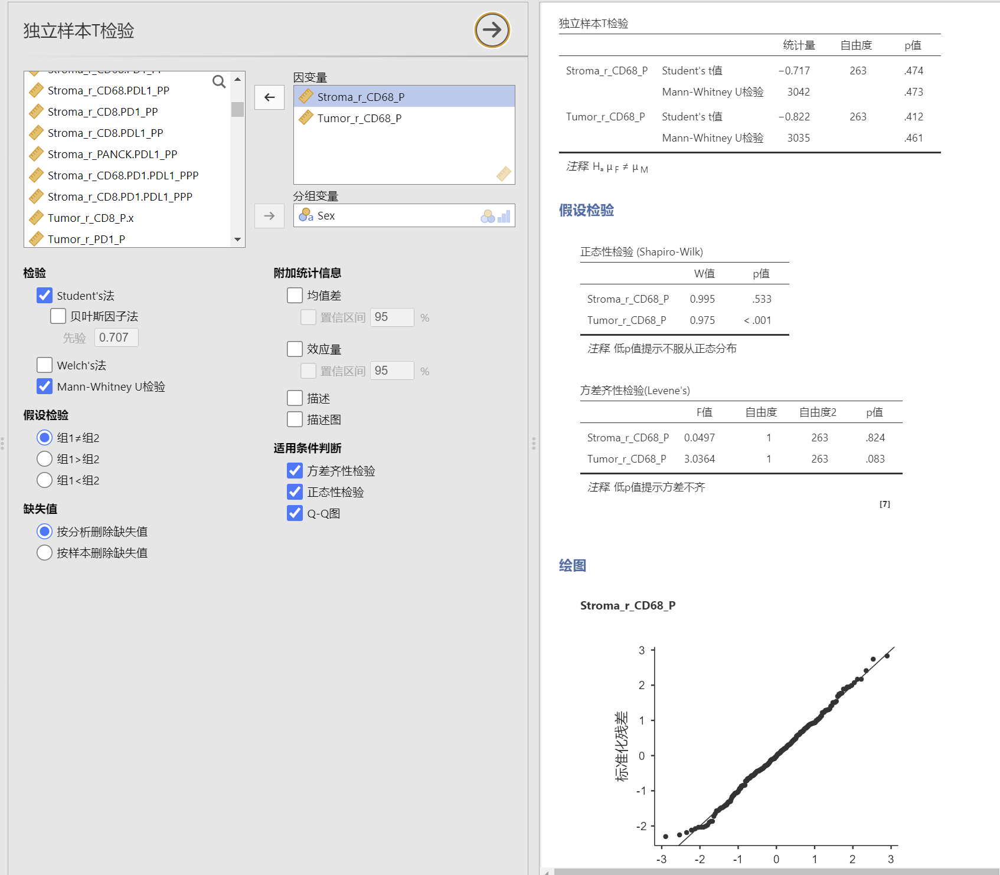 独立样本T检验
Stroma_r_CD68.PD1_PP
Stroma_r_CD68.PDL1_PP
Stroma_r_CD8.PD1_PP
Stroma_r_CD8.PDL1_PP
Stroma_r_PANCK.PDL1_PP
Stroma_r_CD68.PD1.PDL1_PPP
Stroma_r_CD8.PD1.PDL1_PPP
Tumor_r_CD8_P.x
Tumor_r_PD1_P
因变量
Stroma_r_CD68_P
Tumor_r_CD68_P
分组变量
Sex
检验
Student's法
贝叶斯因子法
先验 0.707
Welch's法
Mann-Whitney U检验
假设检验
组1≠组2
组1>组2
组1<组2
缺失值
按分析删除缺失值
按样本删除缺失值
附加统计信息
均值差
置信区间 95 %
效应量
置信区间 95 %
描述
描述图
适用条件判断
方差齐性检验
正态性检验
Q-Q图
独立样本T检验
统计量 自由度 p值
Stroma_r_CD68_P Student's t值 −0.717 263 .474
Mann-Whitney U检验 3042 .473
Tumor_r_CD68_P Student's t值 −0.822 263 .412
Mann-Whitney U检验 3035 .461
注释 Hₐ μ F ≠ μ M
假设检验
正态性检验 (Shapiro-Wilk)
W值 p值
Stroma_r_CD68_P 0.995 .533
Tumor_r_CD68_P 0.975 < .001
注释 低p值提示不服从正态分布
方差齐性检验(Levene's)
F值 自由度 自由度2 p值
Stroma_r_CD68_P 0.0497 1 263 .824
Tumor_r_CD68_P 3.0364 1 263 .083
注释 低p值提示方差不齐
[7]
绘图
Stroma_r_CD68_P
标准化残差
3
2
1
0
-1
-2
-3 -2 -1 0 1 2 3